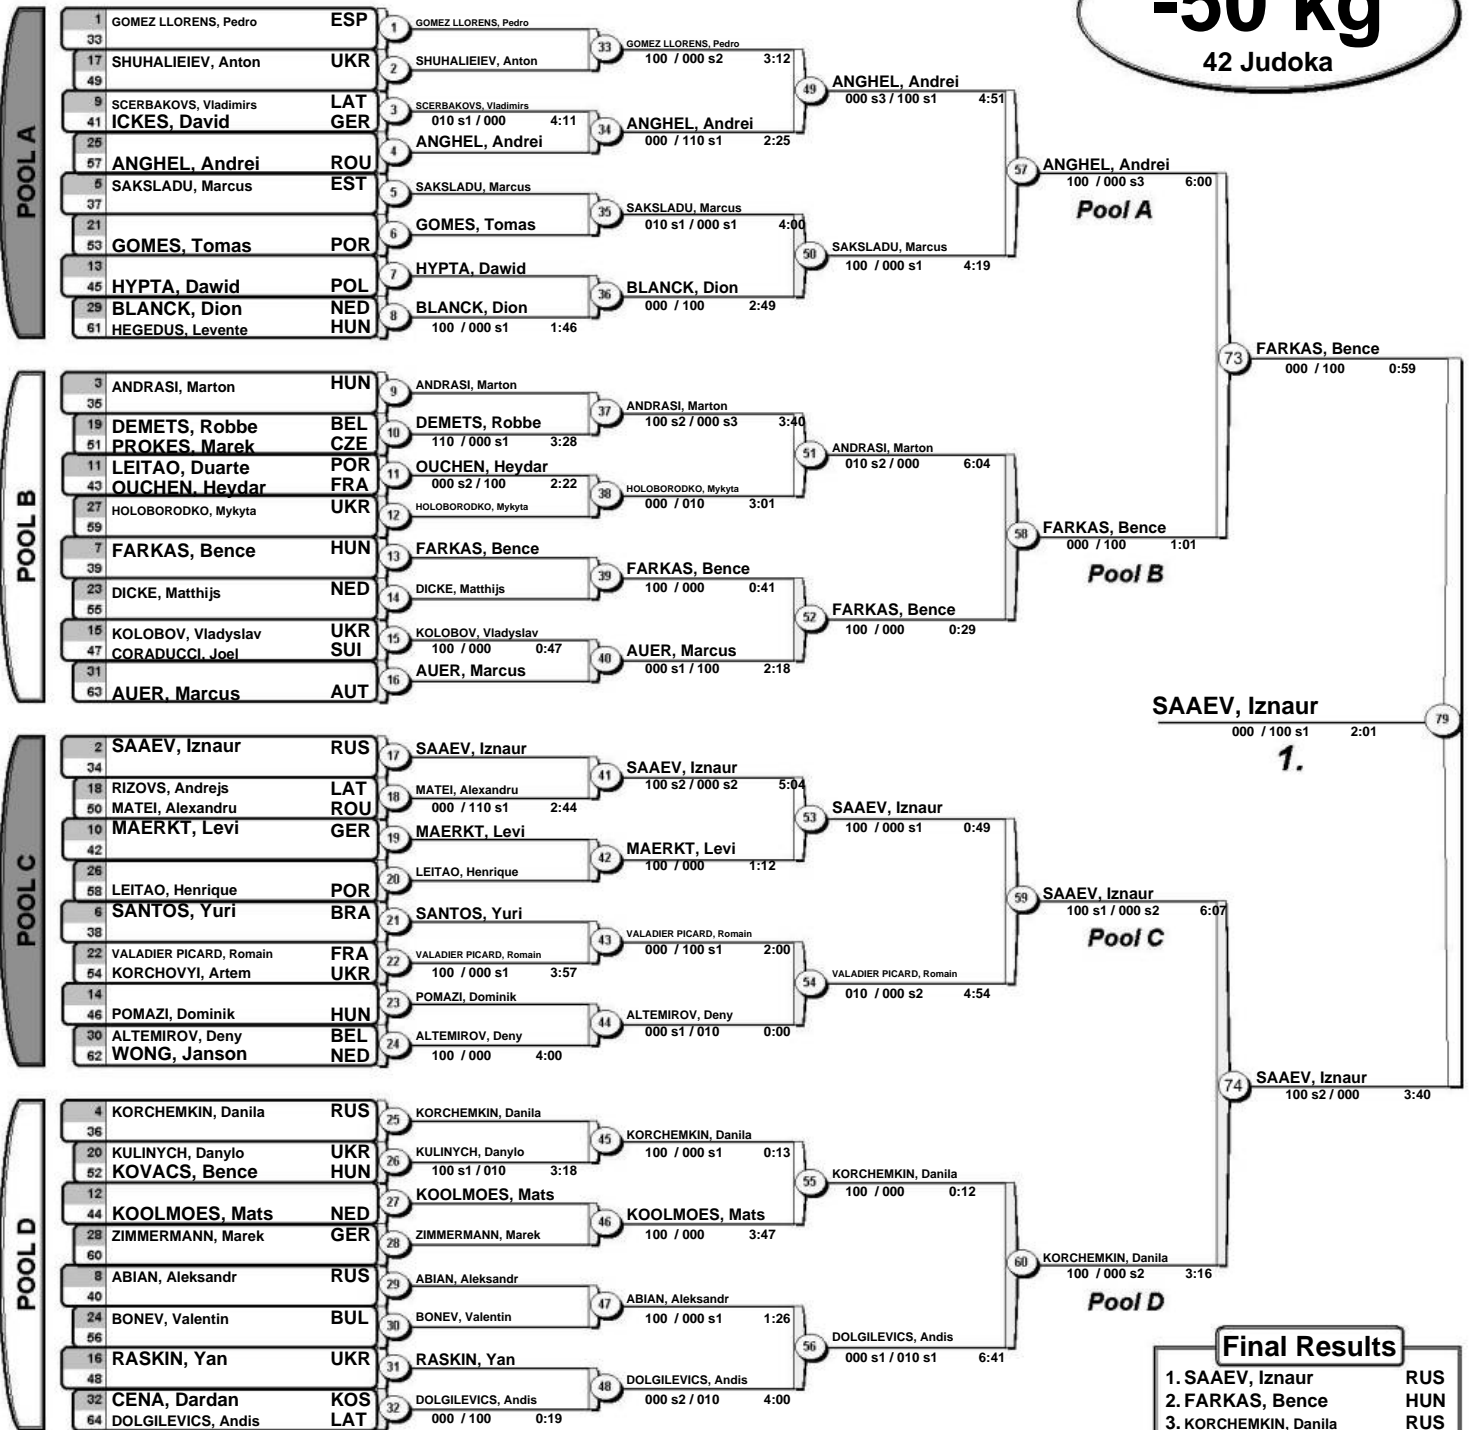 -50 kg
42 Judoka
POOL A
1 GOMEZ LLORENS, Pedro ESP
33
17 SHUHALIEIEV, Anton UKR
49
9 SCERBAKOVS, Vladimirs LAT
41 ICKES, David GER
25
57 ANGHEL, Andrei ROU
5 SAKSLADU, Marcus EST
37
21
53 GOMES, Tomas POR
13
45 HYPTA, Dawid POL
29 BLANCK, Dion NED
61 HEGEDUS, Levente HUN
1 GOMEZ LLORENS, Pedro
2 SHUHALIEIEV, Anton
3 SCERBAKOVS, Vladimirs
010 s1 / 000 4:11
4 ANGHEL, Andrei
5 SAKSLADU, Marcus
6 GOMES, Tomas
7 HYPTA, Dawid
8 BLANCK, Dion
100 / 000 s1 1:46
33 GOMEZ LLORENS, Pedro
100 / 000 s2 3:12
34 ANGHEL, Andrei
000 / 110 s1 2:25
35 SAKSLADU, Marcus
010 s1 / 000 s1 4:00
36 BLANCK, Dion
000 / 100 2:49
49 ANGHEL, Andrei
000 s3 / 100 s1 4:51
50 SAKSLADU, Marcus
100 / 000 s1 4:19
57 ANGHEL, Andrei
100 / 000 s3 6:00
Pool A
POOL B
3 ANDRASI, Marton HUN
35
19 DEMETS, Robbe BEL
51 PROKES, Marek CZE
11 LEITAO, Duarte POR
43 OUCHEN, Heydar FRA
27 HOLOBORODKO, Mykyta UKR
59
7 FARKAS, Bence HUN
39
23 DICKE, Matthijs NED
55
15 KOLOBOV, Vladyslav UKR
47 CORADUCCI, Joel SUI
31
63 AUER, Marcus AUT
9 ANDRASI, Marton
10 DEMETS, Robbe
110 / 000 s1 3:28
11 OUCHEN, Heydar
000 s2 / 100 2:22
12 HOLOBORODKO, Mykyta
13 FARKAS, Bence
14 DICKE, Matthijs
15 KOLOBOV, Vladyslav
100 / 000 0:47
16 AUER, Marcus
37 ANDRASI, Marton
100 s2 / 000 s3 3:40
38 HOLOBORODKO, Mykyta
000 / 010 3:01
39 FARKAS, Bence
100 / 000 0:41
40 AUER, Marcus
000 s1 / 100 2:18
51 ANDRASI, Marton
010 s2 / 000 6:04
52 FARKAS, Bence
100 / 000 0:29
58 FARKAS, Bence
000 / 100 1:01
Pool B
73 FARKAS, Bence
000 / 100 0:59
SAAEV, Iznaur
79
000 / 100 s1 2:01
1.
POOL C
2 SAAEV, Iznaur RUS
34
18 RIZOVS, Andrejs LAT
50 MATEI, Alexandru ROU
10 MAERKT, Levi GER
42
26
58 LEITAO, Henrique POR
6 SANTOS, Yuri BRA
38
22 VALADIER PICARD, Romain FRA
54 KORCHOVYI, Artem UKR
14
46 POMAZI, Dominik HUN
30 ALTEMIROV, Deny BEL
62 WONG, Janson NED
17 SAAEV, Iznaur
18 MATEI, Alexandru
000 / 110 s1 2:44
19 MAERKT, Levi
20 LEITAO, Henrique
21 SANTOS, Yuri
22 VALADIER PICARD, Romain
100 / 000 s1 3:57
23 POMAZI, Dominik
24 ALTEMIROV, Deny
100 / 000 4:00
41 SAAEV, Iznaur
100 s2 / 000 s2 5:04
42 MAERKT, Levi
100 / 000 1:12
43 VALADIER PICARD, Romain
000 / 100 s1 2:00
44 ALTEMIROV, Deny
000 s1 / 010 0:00
53 SAAEV, Iznaur
100 / 000 s1 0:49
54 VALADIER PICARD, Romain
010 / 000 s2 4:54
59 SAAEV, Iznaur
100 s1 / 000 s2 6:07
Pool C
74 SAAEV, Iznaur
100 s2 / 000 3:40
POOL D
4 KORCHEMKIN, Danila RUS
36
20 KULINYCH, Danylo UKR
52 KOVACS, Bence HUN
12
44 KOOLMOES, Mats NED
28 ZIMMERMANN, Marek GER
60
8 ABIAN, Aleksandr RUS
40
24 BONEV, Valentin BUL
56
16 RASKIN, Yan UKR
48
32 CENA, Dardan KOS
64 DOLGILEVICS, Andis LAT
25 KORCHEMKIN, Danila
26 KULINYCH, Danylo
100 s1 / 010 3:18
27 KOOLMOES, Mats
28 ZIMMERMANN, Marek
29 ABIAN, Aleksandr
30 BONEV, Valentin
31 RASKIN, Yan
32 DOLGILEVICS, Andis
000 / 100 0:19
45 KORCHEMKIN, Danila
100 / 000 s1 0:13
46 KOOLMOES, Mats
100 / 000 3:47
47 ABIAN, Aleksandr
100 / 000 s1 1:26
48 DOLGILEVICS, Andis
000 s2 / 010 4:00
55 KORCHEMKIN, Danila
100 / 000 0:12
56 DOLGILEVICS, Andis
000 s1 / 010 s1 6:41
60 KORCHEMKIN, Danila
100 / 000 s2 3:16
Pool D
Final Results
1. SAAEV, Iznaur RUS
2. FARKAS, Bence HUN
3. KORCHEMKIN, Danila RUS